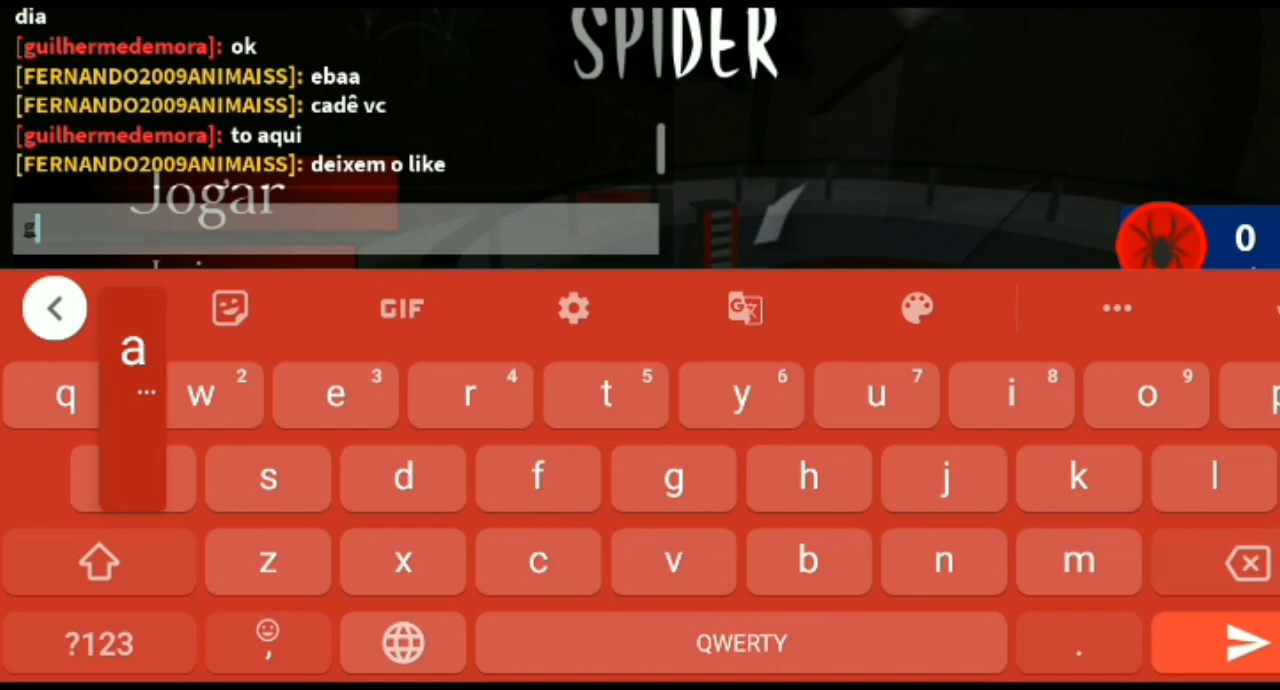 dia
[guilhermedemora]: ok
[FERNANDO2009ANIMAISS]: ebaa
[FERNANDO2009ANIMAISS]: cadê vc
[guilhermedemora]: to aqui
[FERNANDO2009ANIMAISS]: deixem o like
SPIDER
Jogar
0
GIF
a
q w 2 e 3 r 4 t 5 y 6 u 7 i 8 o 9 p
s d f g h j k l
z x c v b n m
?123 , QWERTY .